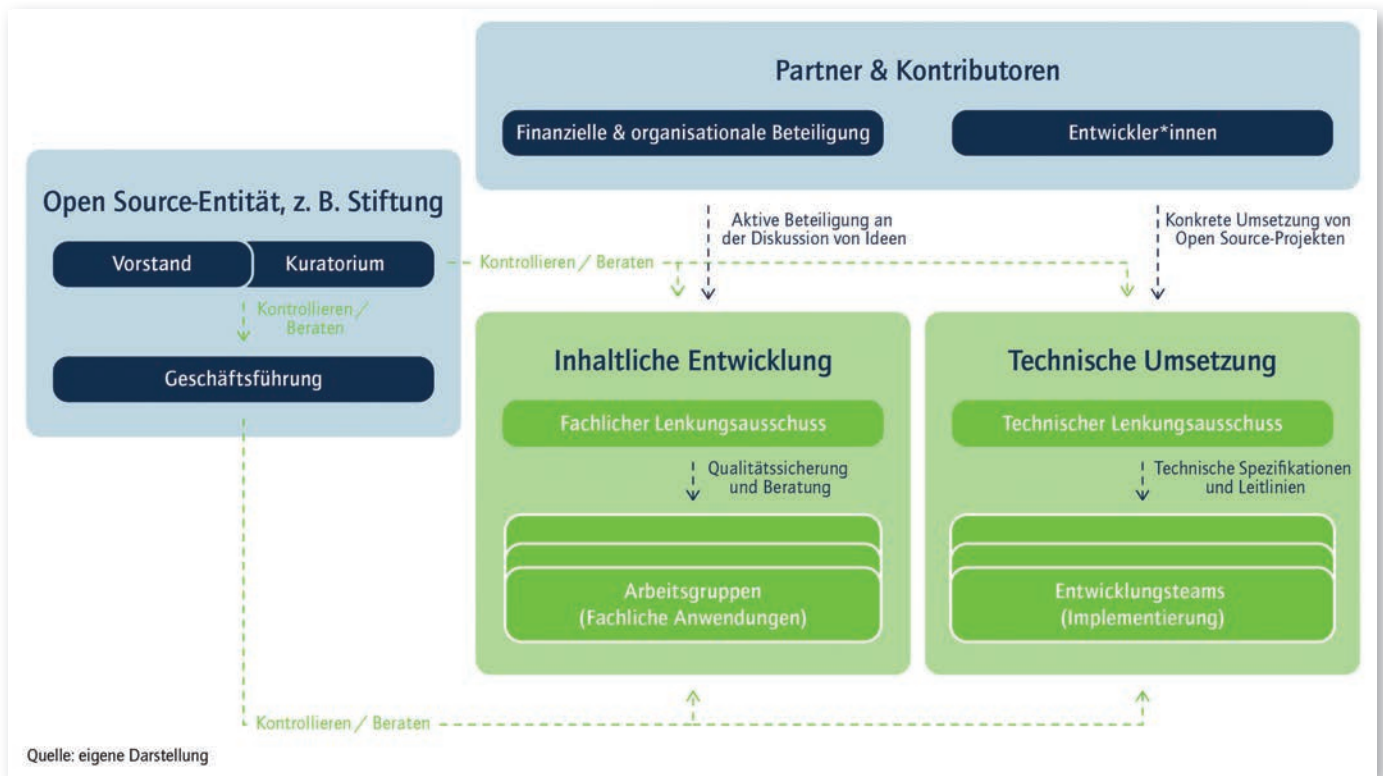 Partner & Kontributoren
Finanzielle & organisationale Beteiligung
Entwickler*innen
Open Source-Entität, z. B. Stiftung
Vorstand
Kuratorium
Kontrollieren / Beraten
Kontrollieren /
Beraten
Geschäftsführung
Aktive Beteiligung an
der Diskussion von Ideen
Konkrete Umsetzung von
Open Source-Projekten
Inhaltliche Entwicklung
Fachlicher Lenkungsausschuss
Qualitätssicherung
und Beratung
Arbeitsgruppen
(Fachliche Anwendungen)
Technische Umsetzung
Technischer Lenkungsausschuss
Technische Spezifikationen
und Leitlinien
Entwicklungsteams
(Implementierung)
Kontrollieren / Beraten
Quelle: eigene Darstellung